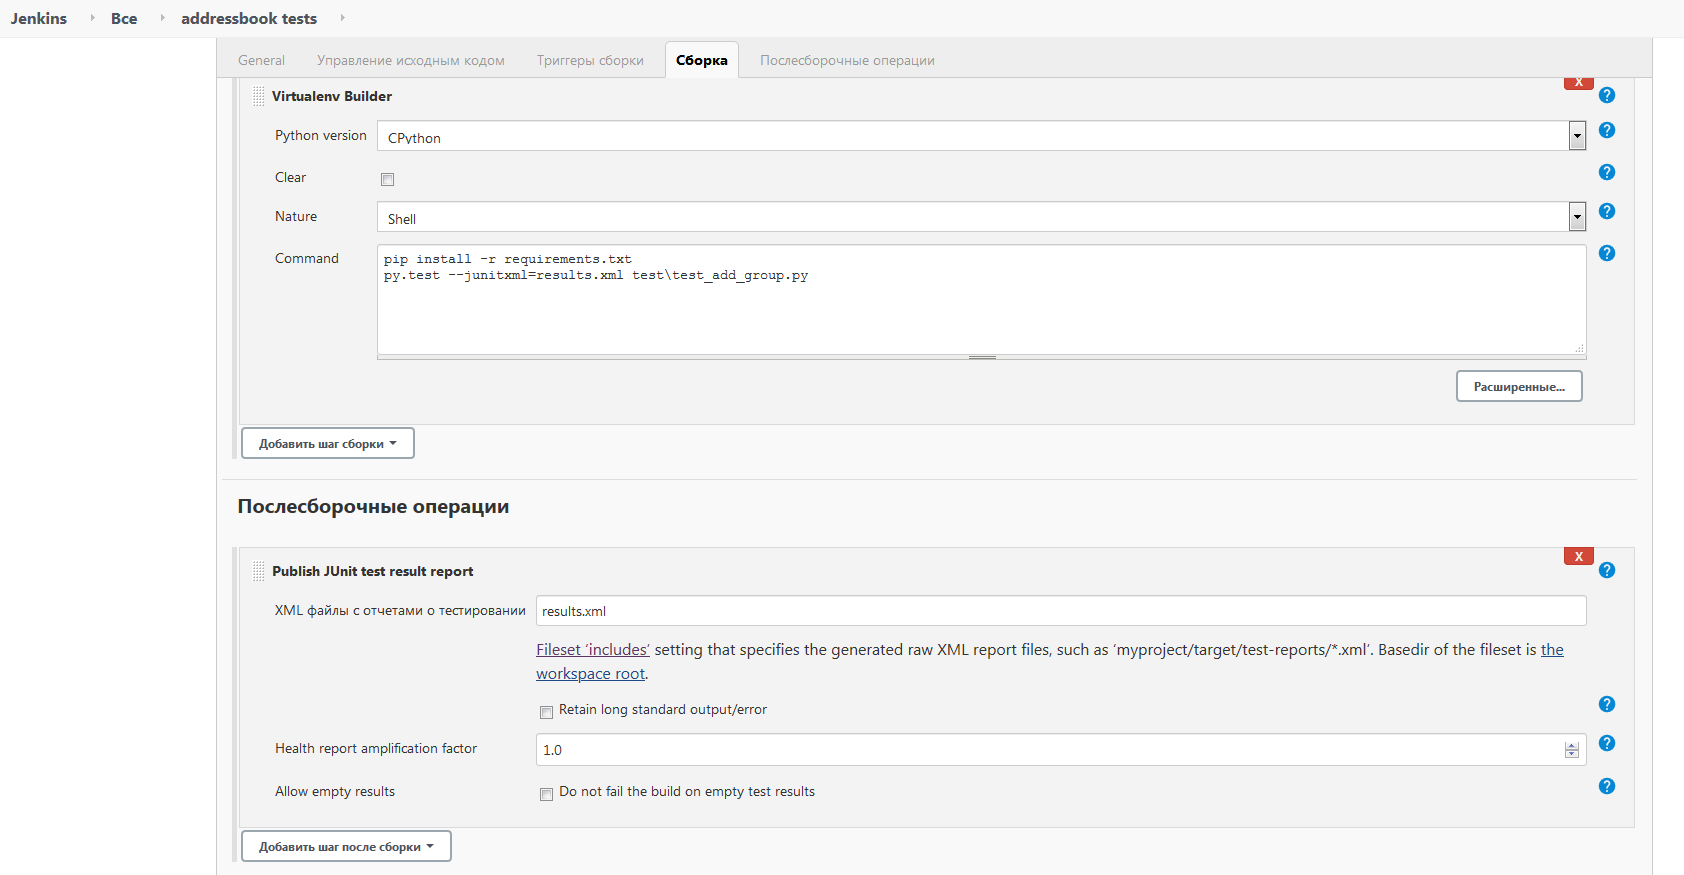 Jenkins Все addressbook tests
General Управление исходным кодом Триггеры сборки Сборка Послесборочные операции
X
Virtualenv Builder ?
Python version CPython ?
Clear ?
Nature Shell ?
Command pip install -r requirements.txt ?
py.test --junitxml=results.xml test\test_add_group.py
Расширенные...
Добавить шаг сборки
Послесборочные операции
X
Publish JUnit test result report ?
XML файлы с отчетами о тестировании results.xml
Fileset ‘includes’ setting that specifies the generated raw XML report files, such as ‘myproject/target/test-reports/*.xml’. Basedir of the fileset is the
workspace root.
Retain long standard output/error ?
Health report amplification factor 1.0 ?
Allow empty results Do not fail the build on empty test results ?
Добавить шаг после сборки